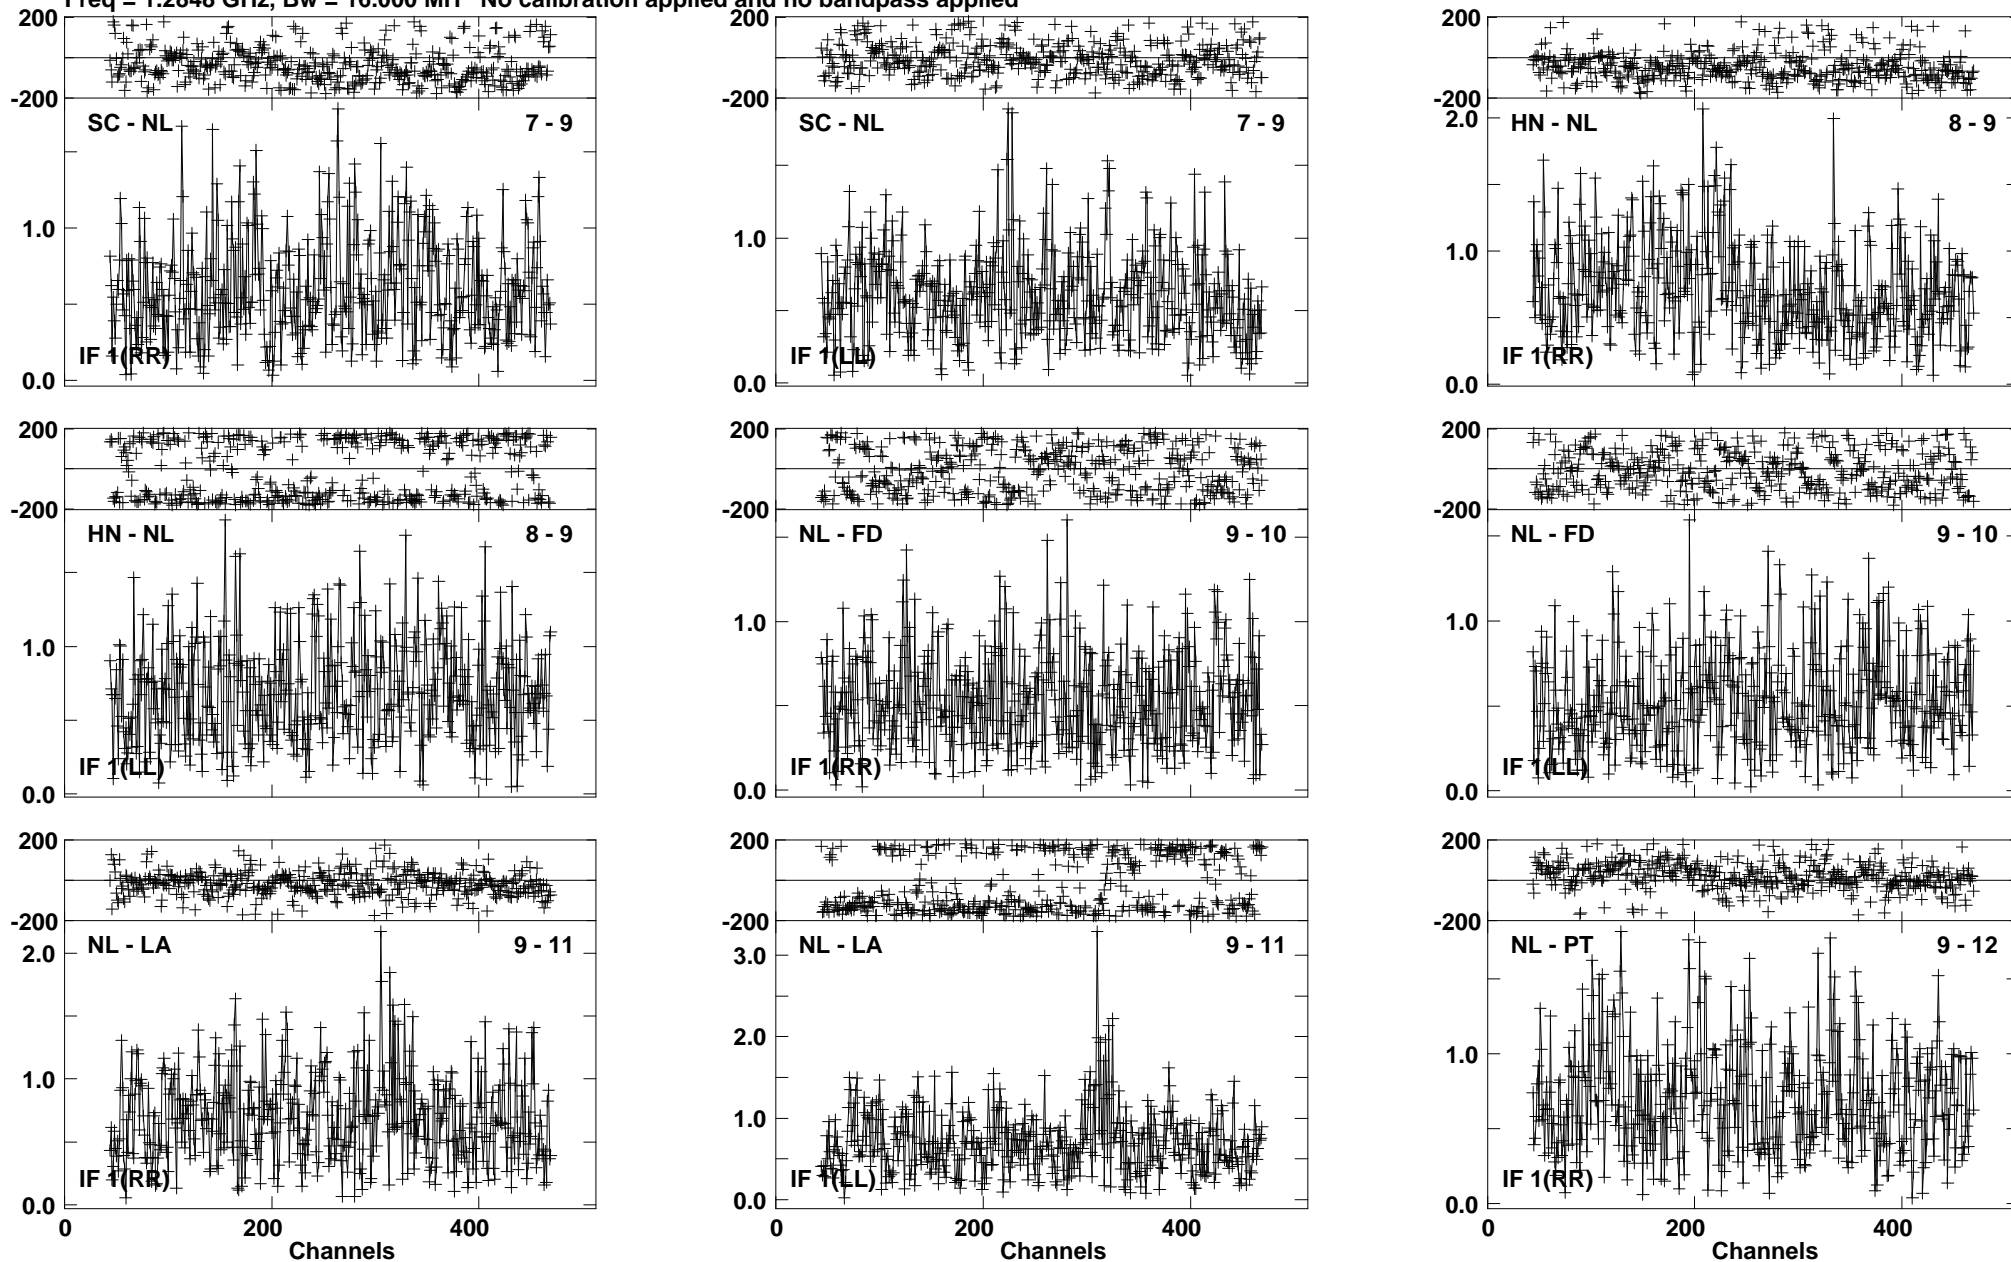 Freq = 1.2848 GHz, Bw = 16.000 MH No calibration applied and no bandpass applied
200
-200
SC - NL 7 - 9
1.0
0.0
IF 1(RR)
200
-200
SC - NL 7 - 9
1.0
0.0
IF 1(LL)
200
-200
HN - NL 8 - 9
2.0
1.0
0.0
IF 1(RR)
200
-200
HN - NL 8 - 9
1.0
0.0
IF 1(LL)
200
-200
NL - FD 9 - 10
1.0
0.0
IF 1(RR)
200
-200
NL - FD 9 - 10
1.0
0.0
IF 1(LL)
200
-200
NL - LA 9 - 11
2.0
1.0
0.0
IF 1(RR)
0 200 400
Channels
200
-200
NL - LA 9 - 11
3.0
2.0
1.0
0.0
IF 1(LL)
200
-200
NL - PT 9 - 12
1.0
0.0
IF 1(RR)
0 200 400
Channels